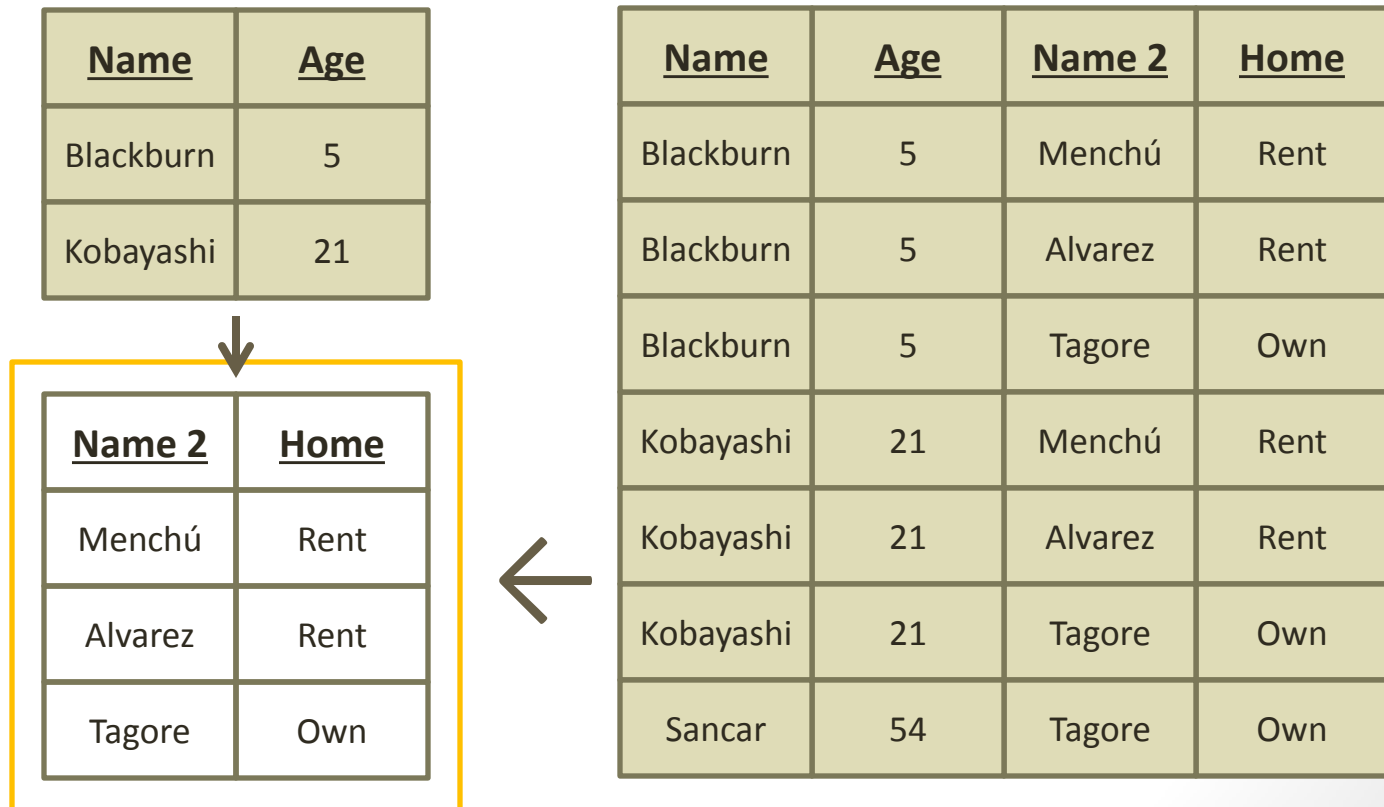 Name Age
Blackburn 5
Kobayashi 21
Name 2 Home
Menchú Rent
Alvarez Rent
Tagore Own
Name Age Name 2 Home
Blackburn 5 Menchú Rent
Blackburn 5 Alvarez Rent
Blackburn 5 Tagore Own
Kobayashi 21 Menchú Rent
Kobayashi 21 Alvarez Rent
Kobayashi 21 Tagore Own
Sancar 54 Tagore Own